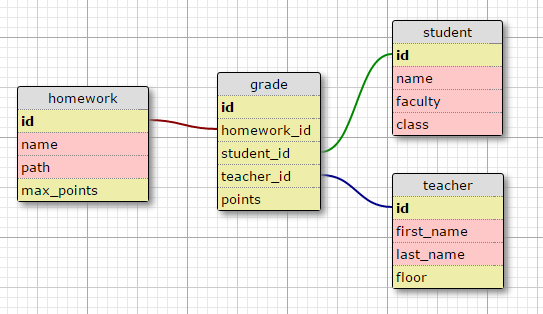 homework
id
name
path
max_points
grade
id
homework_id
student_id
teacher_id
points
student
id
name
faculty
class
teacher
id
first_name
last_name
floor